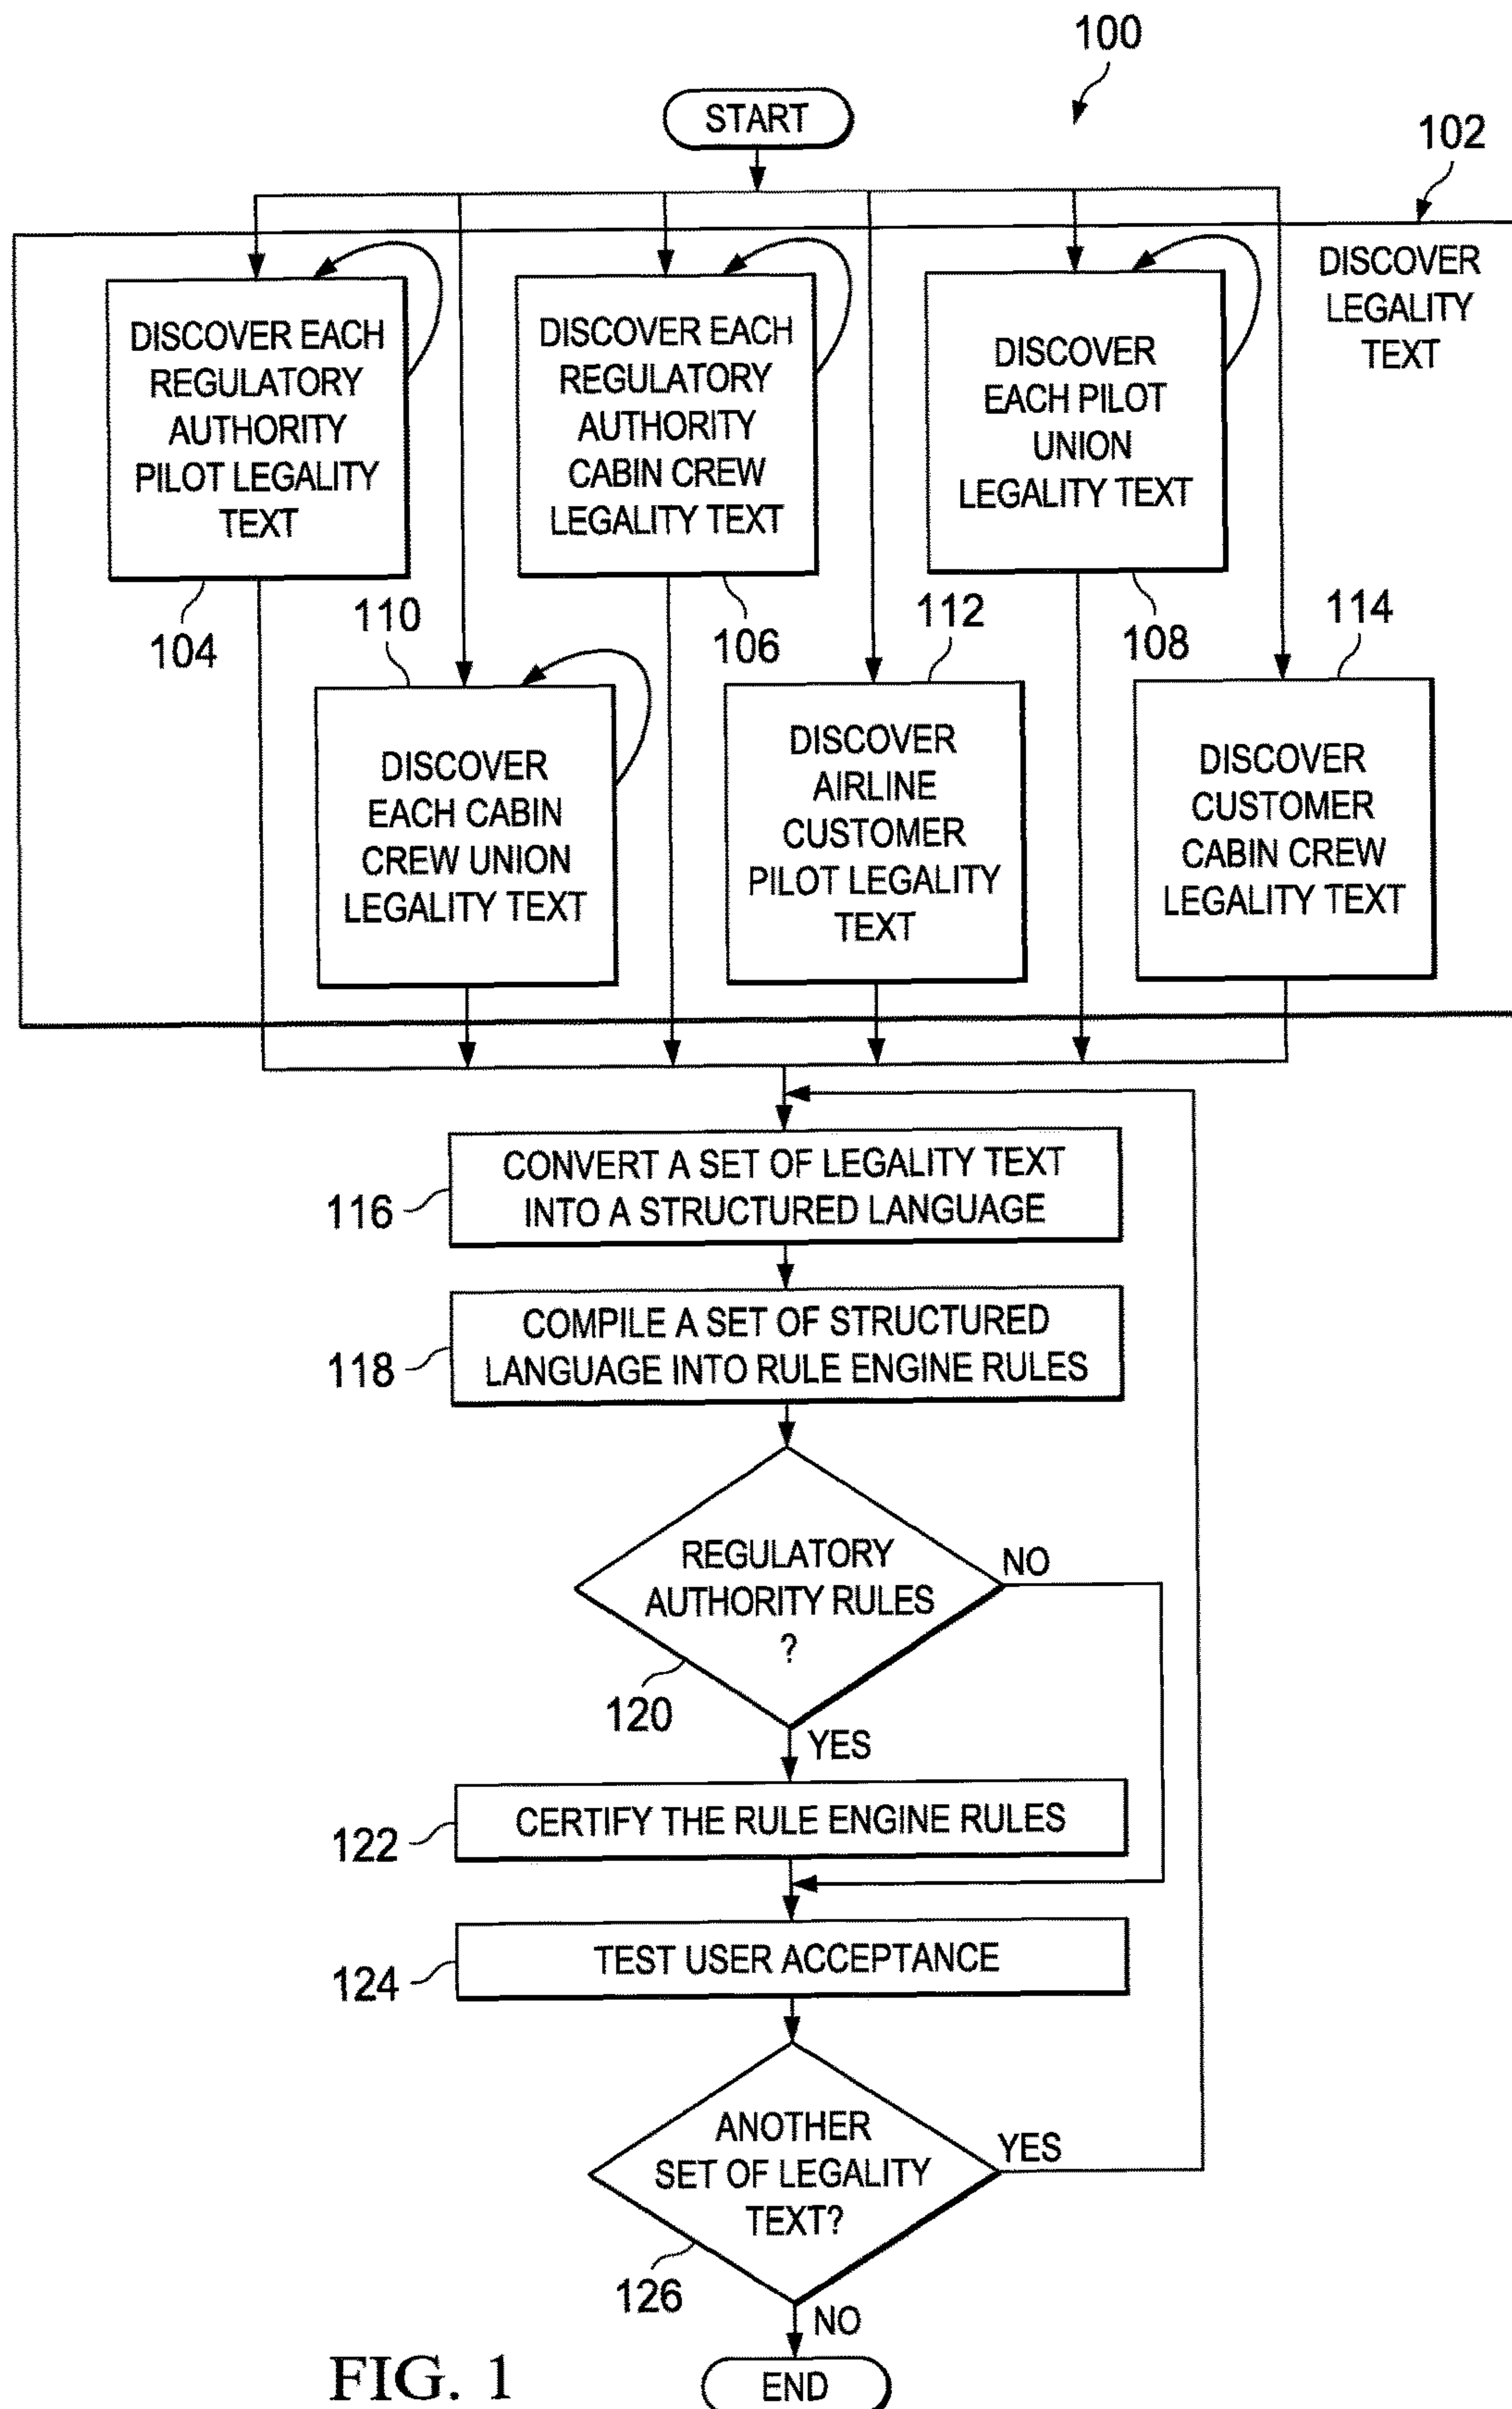 100
START
102
DISCOVER
LEGALITY
TEXT
DISCOVER EACH
REGULATORY
AUTHORITY
PILOT LEGALITY
TEXT
104
DISCOVER EACH
REGULATORY
AUTHORITY
CABIN CREW
LEGALITY TEXT
106
DISCOVER
EACH PILOT
UNION
LEGALITY TEXT
108
110
DISCOVER
EACH CABIN
CREW UNION
LEGALITY TEXT
112
DISCOVER
AIRLINE
CUSTOMER
PILOT LEGALITY
TEXT
114
DISCOVER
CUSTOMER
CABIN CREW
LEGALITY TEXT
116
CONVERT A SET OF LEGALITY TEXT
INTO A STRUCTURED LANGUAGE
118
COMPILE A SET OF STRUCTURED
LANGUAGE INTO RULE ENGINE RULES
REGULATORY
AUTHORITY RULES
?
NO
120
YES
122
CERTIFY THE RULE ENGINE RULES
124
TEST USER ACCEPTANCE
ANOTHER
SET OF LEGALITY
TEXT?
YES
126
NO
END
FIG. 1